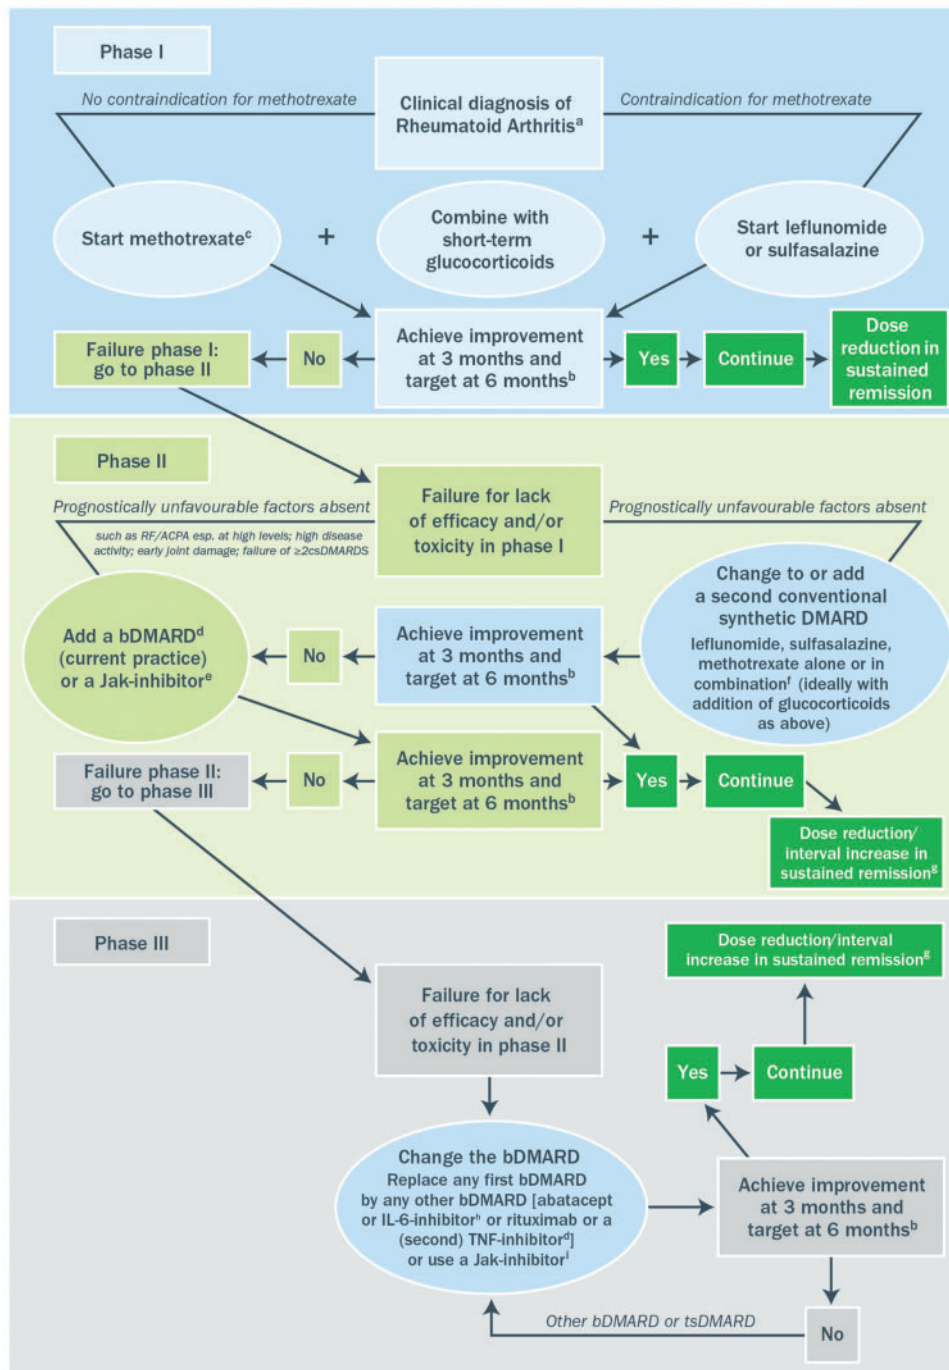 Phase I
No contraindication for methotrexate
Clinical diagnosis of
Rheumatoid Arthritisᵃ
Contraindication for methotrexate
Start methotrexateᶜ
+
Combine with
short-term
glucocorticoids
+
Start leflunomide
or sulfasalazine
Failure phase I:
go to phase II
No
Achieve improvement
at 3 months and
target at 6 monthsᵇ
Yes
Continue
Dose
reduction in
sustained
remission
Phase II
Prognostically unfavourable factors absent
such as RF/ACPA esp. at high levels; high disease
activity; early joint damage; failure of ≥2csDMARDS
Failure for lack
of efficacy and/or
toxicity in phase I
Prognostically unfavourable factors absent
Add a bDMARDᵈ
(current practice)
or a Jak-inhibitorᵉ
No
Achieve improvement
at 3 months and
target at 6 monthsᵇ
Change to or add
a second conventional
synthetic DMARD
leflunomide, sulfasalazine,
methotrexate alone or in
combinationᶠ (ideally with
addition of glucocorticoids
as above)
Failure phase II:
go to phase III
No
Achieve improvement
at 3 months and
target at 6 monthsᵇ
Yes
Continue
Dose reduction/
interval increase in
sustained remissionᵍ
Phase III
Dose reduction/interval
increase in sustained remissionᵍ
Failure for lack
of efficacy and/or
toxicity in phase II
Yes
Continue
Change the bDMARD
Replace any first bDMARD
by any other bDMARD [abatacept
or IL-6-inhibitorʰ or rituximab or a
(second) TNF-inhibitorᵈ]
or use a Jak-inhibitorⁱ
Achieve improvement
at 3 months and
target at 6 monthsᵇ
Other bDMARD or tsDMARD
No